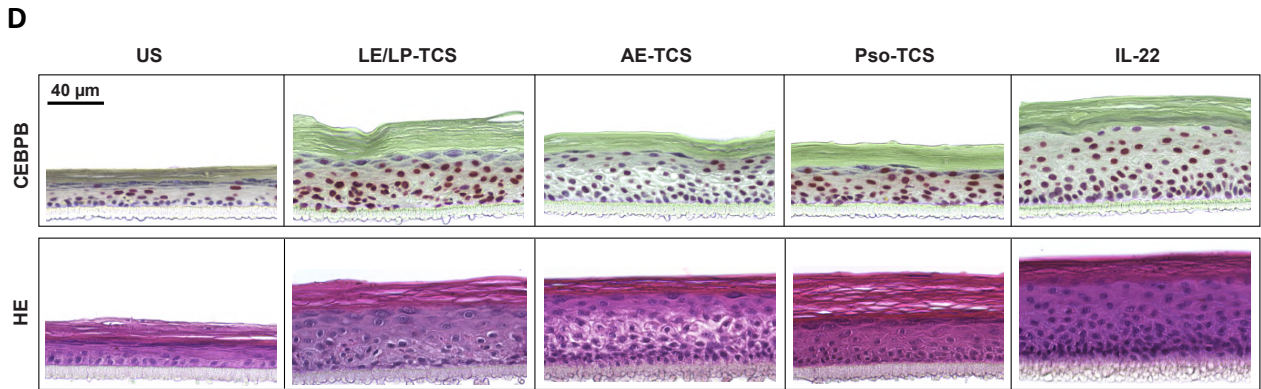 D
US LE/LP-TCS AE-TCS Pso-TCS IL-22
40 µm
CEBPB
HE